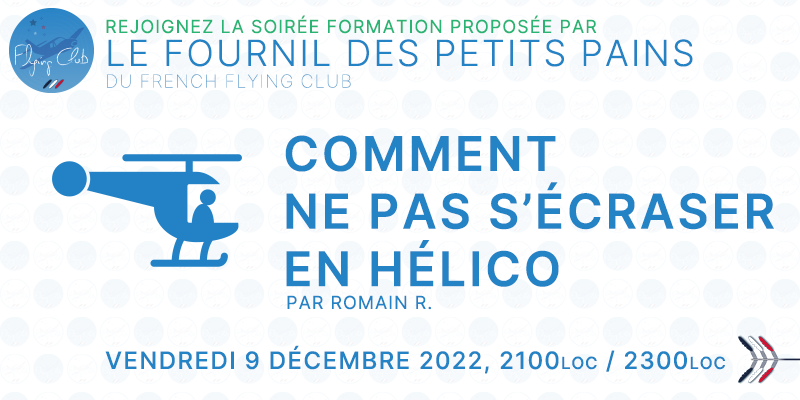 Flying Club
REJOIGNEZ LA SOIRÉE FORMATION PROPOSÉE PAR
LE FOURNIL DES PETITS PAINS
DU FRENCH FLYING CLUB
COMMENT
NE PAS S’ÉCRASER
EN HÉLICO
PAR ROMAIN R.
VENDREDI 9 DÉCEMBRE 2022, 2100LOC / 2300LOC